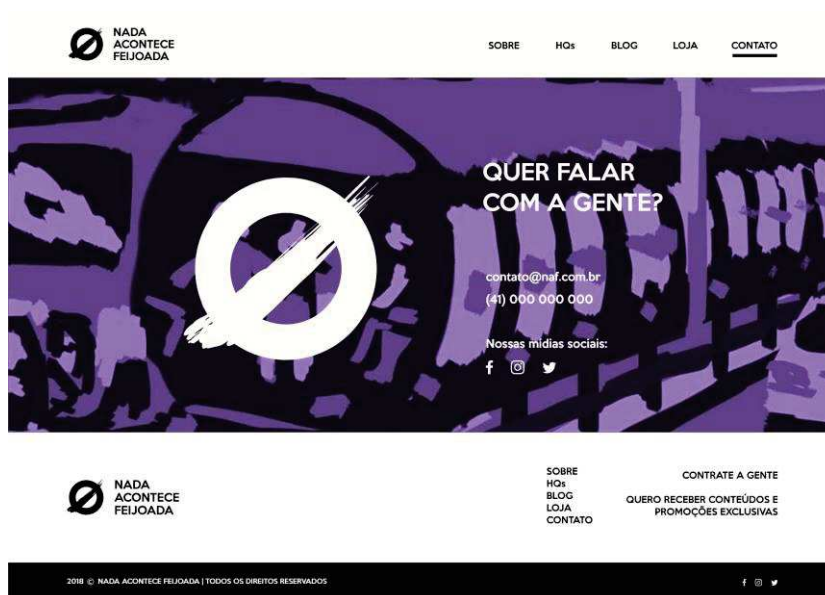 NADA
ACONTECE
FEIJOADA
SOBRE HQs BLOG LOJA CONTATO
QUER FALAR
COM A GENTE?
contato@naf.com.br
(41) 000 000 000
Nossas mídias sociais:
NADA
ACONTECE
FEIJOADA
SOBRE
HQs
BLOG
LOJA
CONTATO
CONTRATE A GENTE
QUERO RECEBER CONTEÚDOS E
PROMOÇÕES EXCLUSIVAS
2018 © NADA ACONTECE FEIJOADA | TODOS OS DIREITOS RESERVADOS